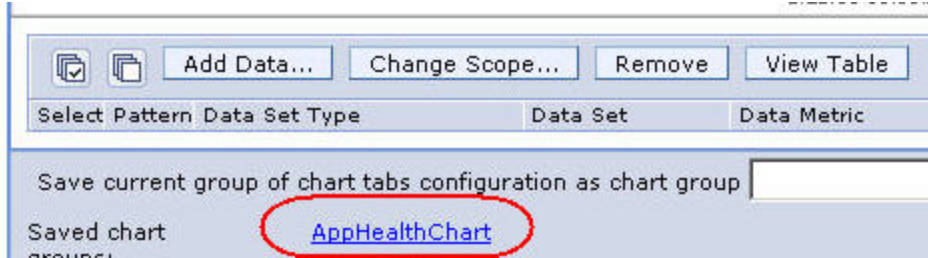 Add Data... Change Scope... Remove View Table
Select Pattern Data Set Type Data Set Data Metric
Save current group of chart tabs configuration as chart group
Saved chart AppHealthChart
groups: